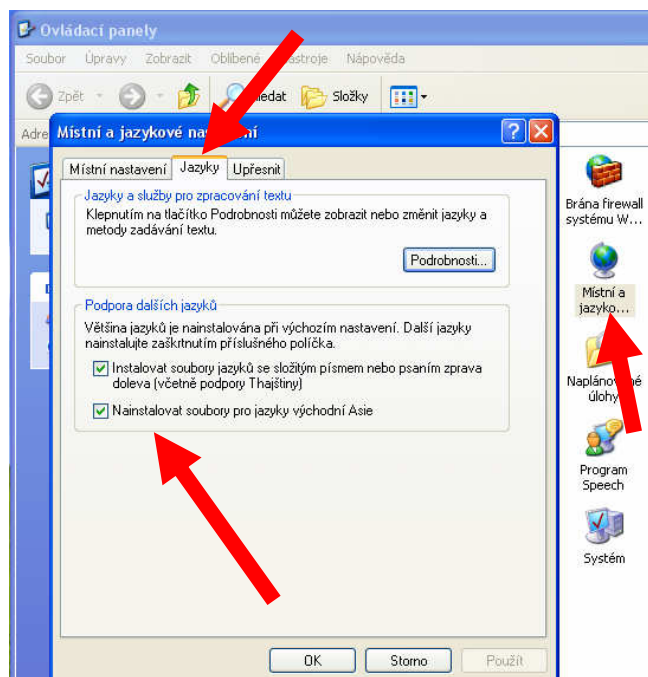 Ovládací panely
Soubor Úpravy Zobrazit Oblíbené Nástroje Nápověda
Zpět Hledat Složky
Adre
Místní a jazykové nastavení
Místní nastavení Jazyky Upřesnit
Jazyky a služby pro zpracování textu
Klepnutím na tlačítko Podrobnosti můžete zobrazit nebo změnit jazyky a
metody zadávání textu.
Podrobnosti...
Podpora dalších jazyků
Většina jazyků je nainstalována při výchozím nastavení. Další jazyky
nainstalujte zaškrtnutím příslušného políčka.
Instalovat soubory jazyků se složitým písmem nebo psaním zprava
doleva (včetně podpory Thajštiny)
Nainstalovat soubory pro jazyky východní Asie
OK Storno Použít
Brána firewall
systému W...
Místní a
jazyko...
Naplánované
úlohy
Program
Speech
Systém